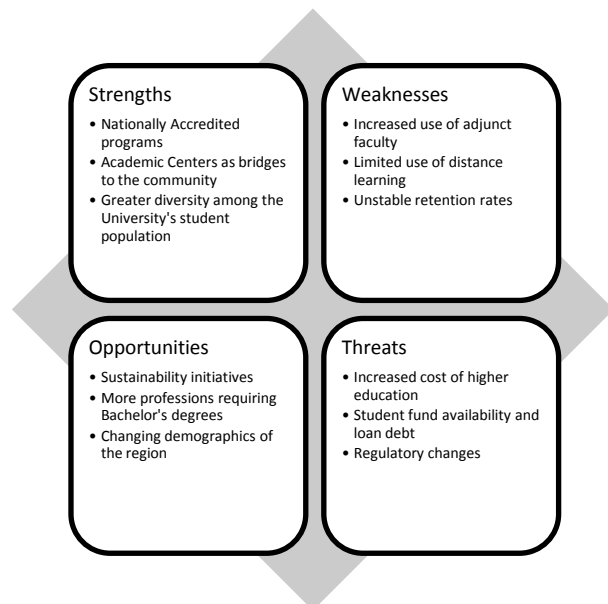 Strengths
• Nationally Accredited
programs
• Academic Centers as bridges
to the community
• Greater diversity among the
University's student
population
Weaknesses
• Increased use of adjunct
faculty
• Limited use of distance
learning
• Unstable retention rates
Opportunities
• Sustainability initiatives
• More professions requiring
Bachelor's degrees
• Changing demographics of
the region
Threats
• Increased cost of higher
education
• Student fund availability and
loan debt
• Regulatory changes